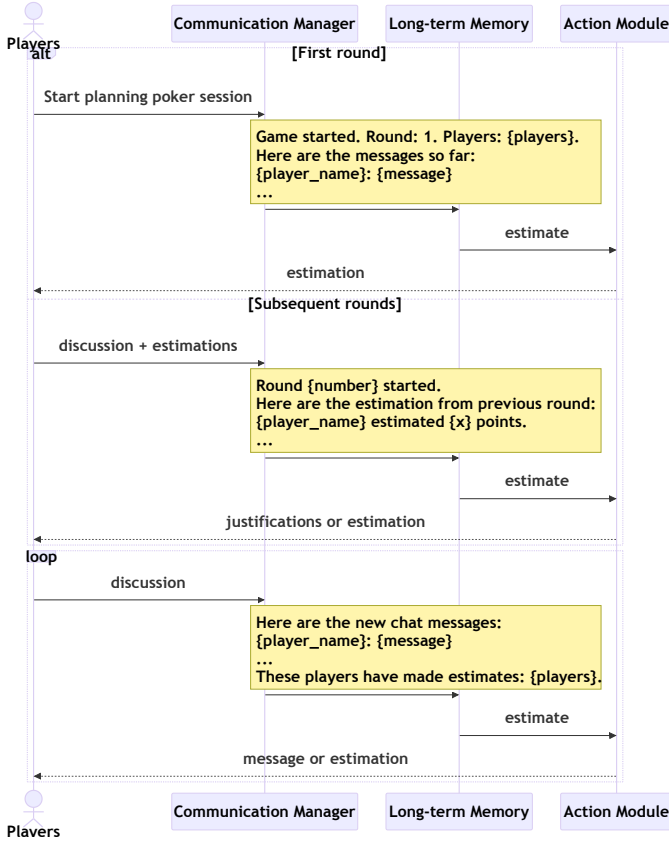 Players
Communication Manager
Long-term Memory
Action Module
alt
[First round]
Start planning poker session
Game started. Round: 1. Players: {players}.
Here are the messages so far:
{player_name}: {message}
...
estimate
estimation
[Subsequent rounds]
discussion + estimations
Round {number} started.
Here are the estimation from previous round:
{player_name} estimated {x} points.
...
estimate
justifications or estimation
loop
discussion
Here are the new chat messages:
{player_name}: {message}
...
These players have made estimates: {players}.
estimate
message or estimation
Players
Communication Manager
Long-term Memory
Action Module